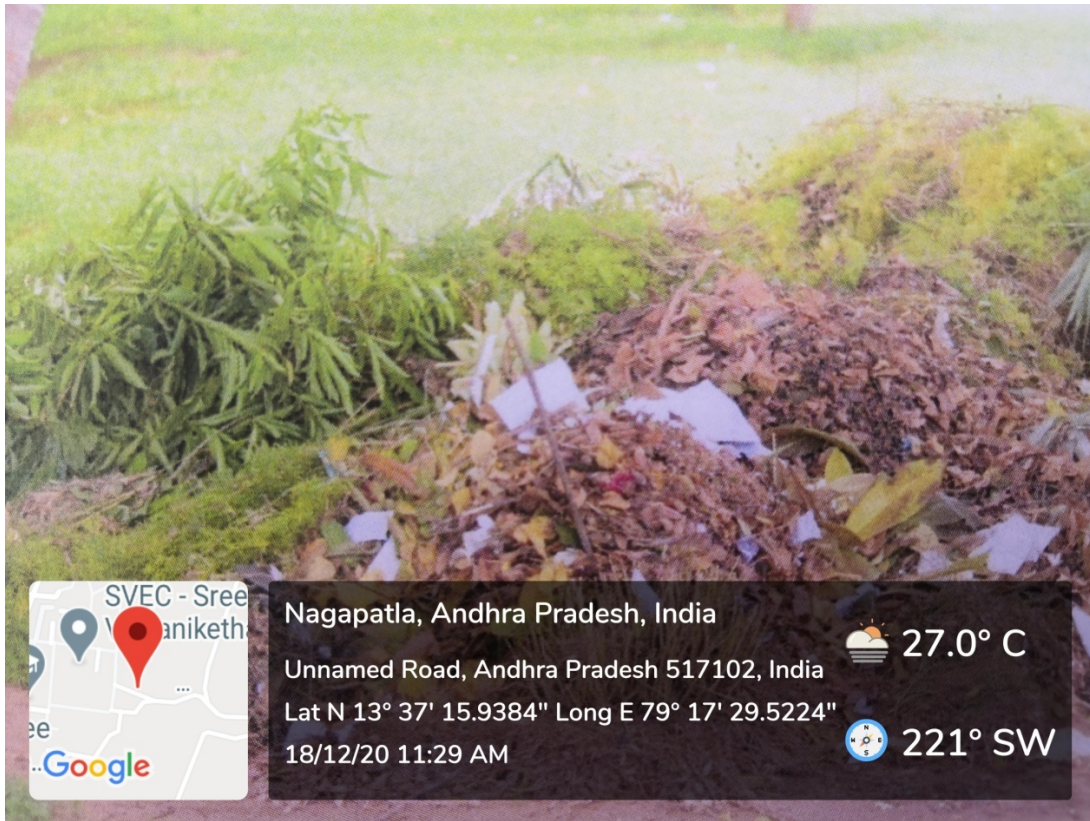 SVEC - Sree
Nagapatla, Andhra Pradesh, India
Unnamed Road, Andhra Pradesh 517102, India
Lat N 13° 37' 15.9384" Long E 79° 17' 29.5224"
18/12/20 11:29 AM
27.0° C
N
E
S
221° SW
...
ee
..Google